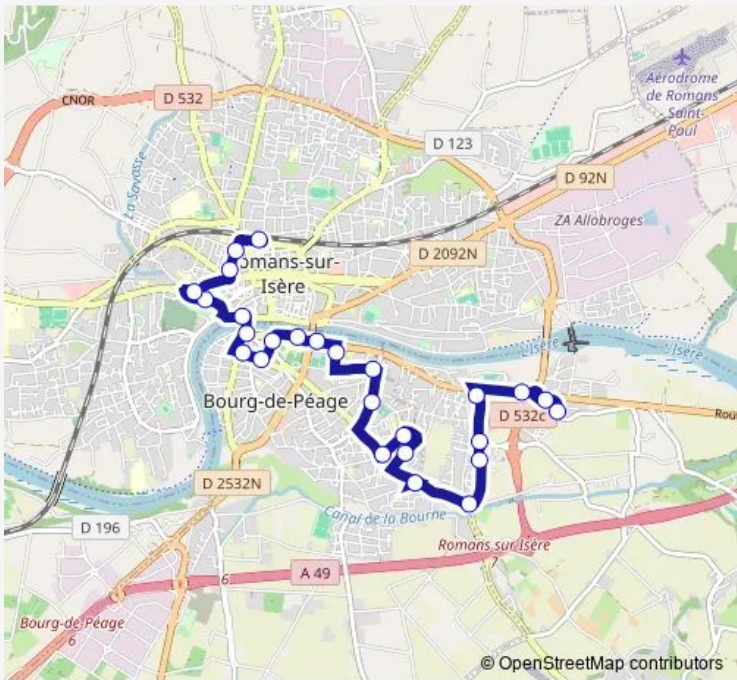 CNOR
D 532
D 123
Aérodrome
de Romans
Saint-
Paul
La Savasse
D 92N
ZA Allobroges
D 2092N
omans-sur-
Isère
L'Isère
L'Isère
Bourg-de-Péage
D 532c
Rou
D 2532N
Canal de la Bourne
D 196
Romans sur Isère
7
A 49
6
Bourg-de-Péage
6
© OpenStreetMap contributors